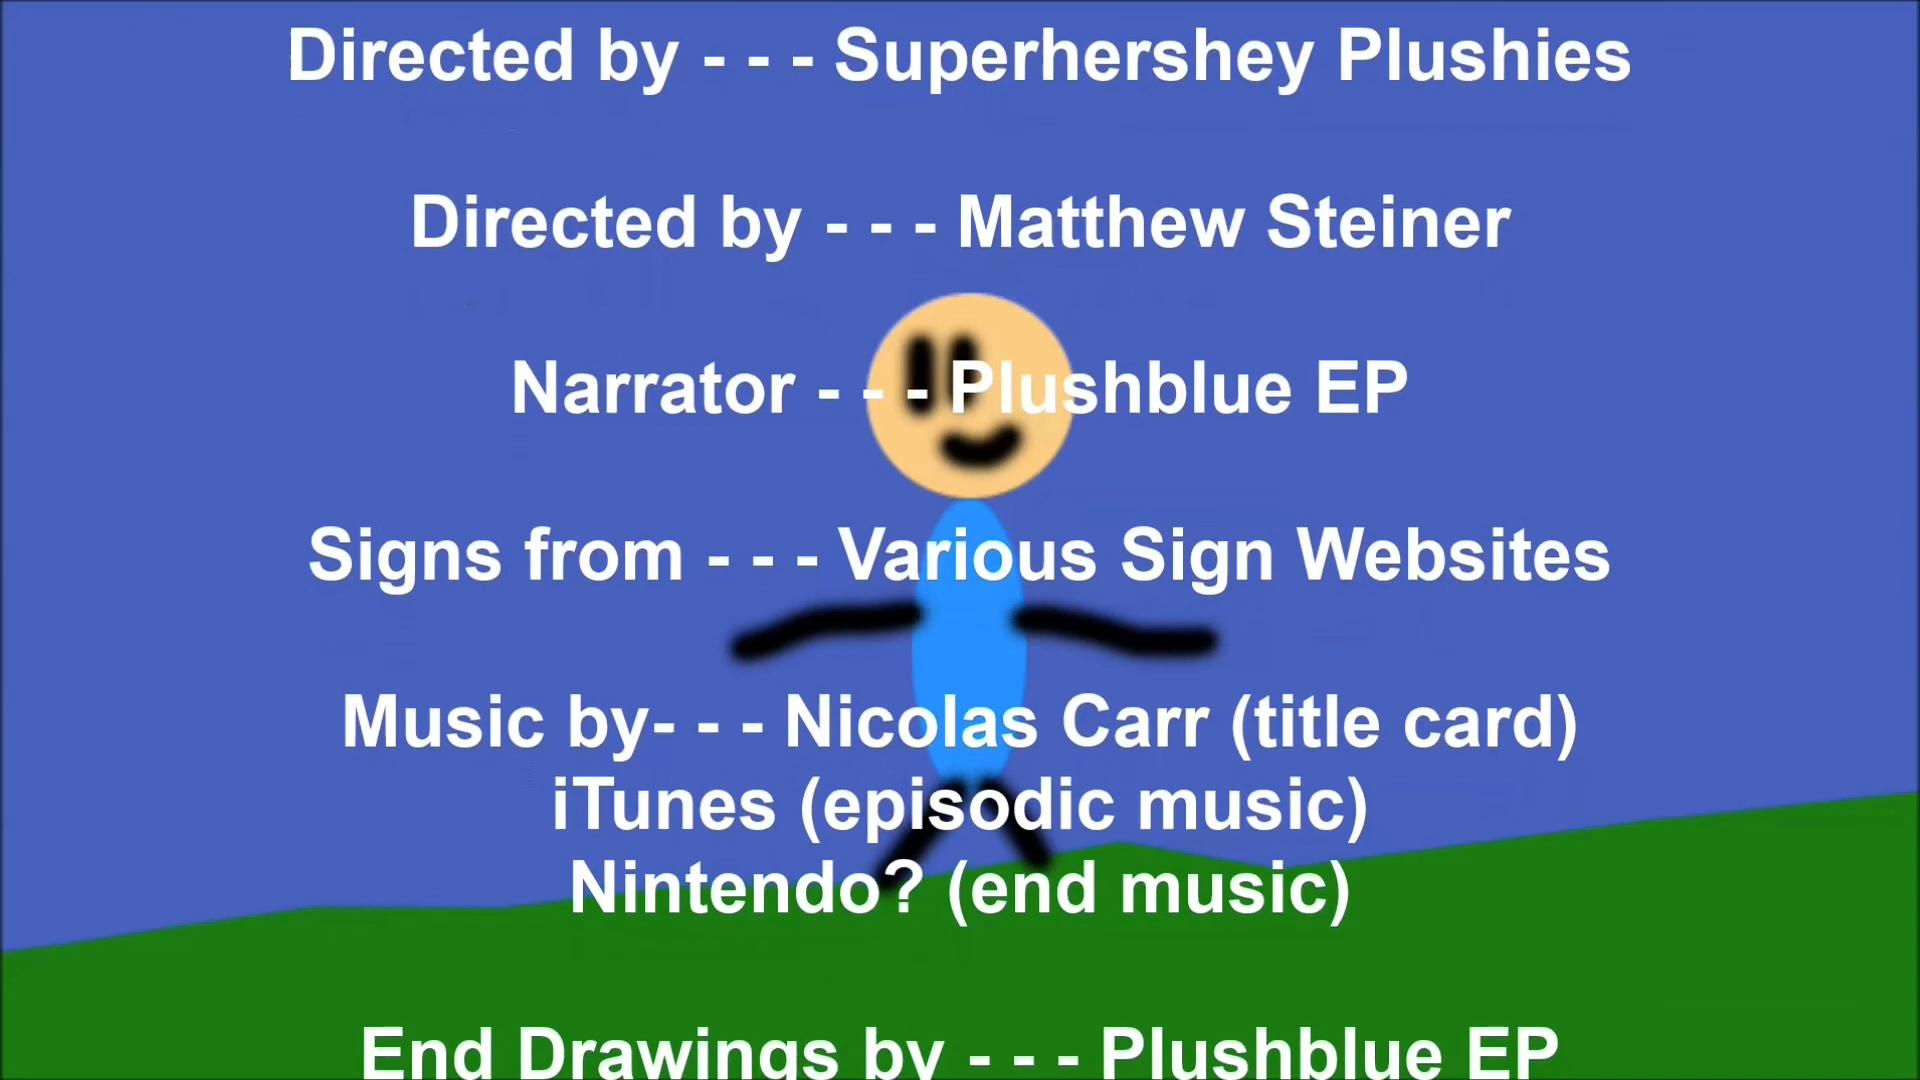 Directed by - - - Superhershey Plushies
Directed by - - - Matthew Steiner
Narrator - - - Plushblue EP
Signs from - - - Various Sign Websites
Music by- - - Nicolas Carr (title card)
iTunes (episodic music)
Nintendo? (end music)
End Drawings by - - - Plushblue EP